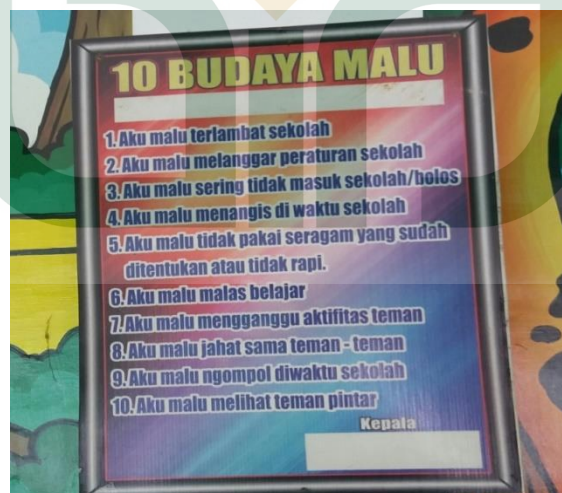 10 BUDAYA MALU
1. Aku malu terlambat sekolah
2. Aku malu melanggar peraturan sekolah
3. Aku malu sering tidak masuk sekolah/bolos
4. Aku malu menangis di waktu sekolah
5. Aku malu tidak pakai seragam yang sudah
ditentukan atau tidak rapi.
6. Aku malu malas belajar
7. Aku malu mengganggu aktifitas teman
8. Aku malu jahat sama teman - teman
9. Aku malu ngompol diwaktu sekolah
10. Aku malu melihat teman pintar
Kepala